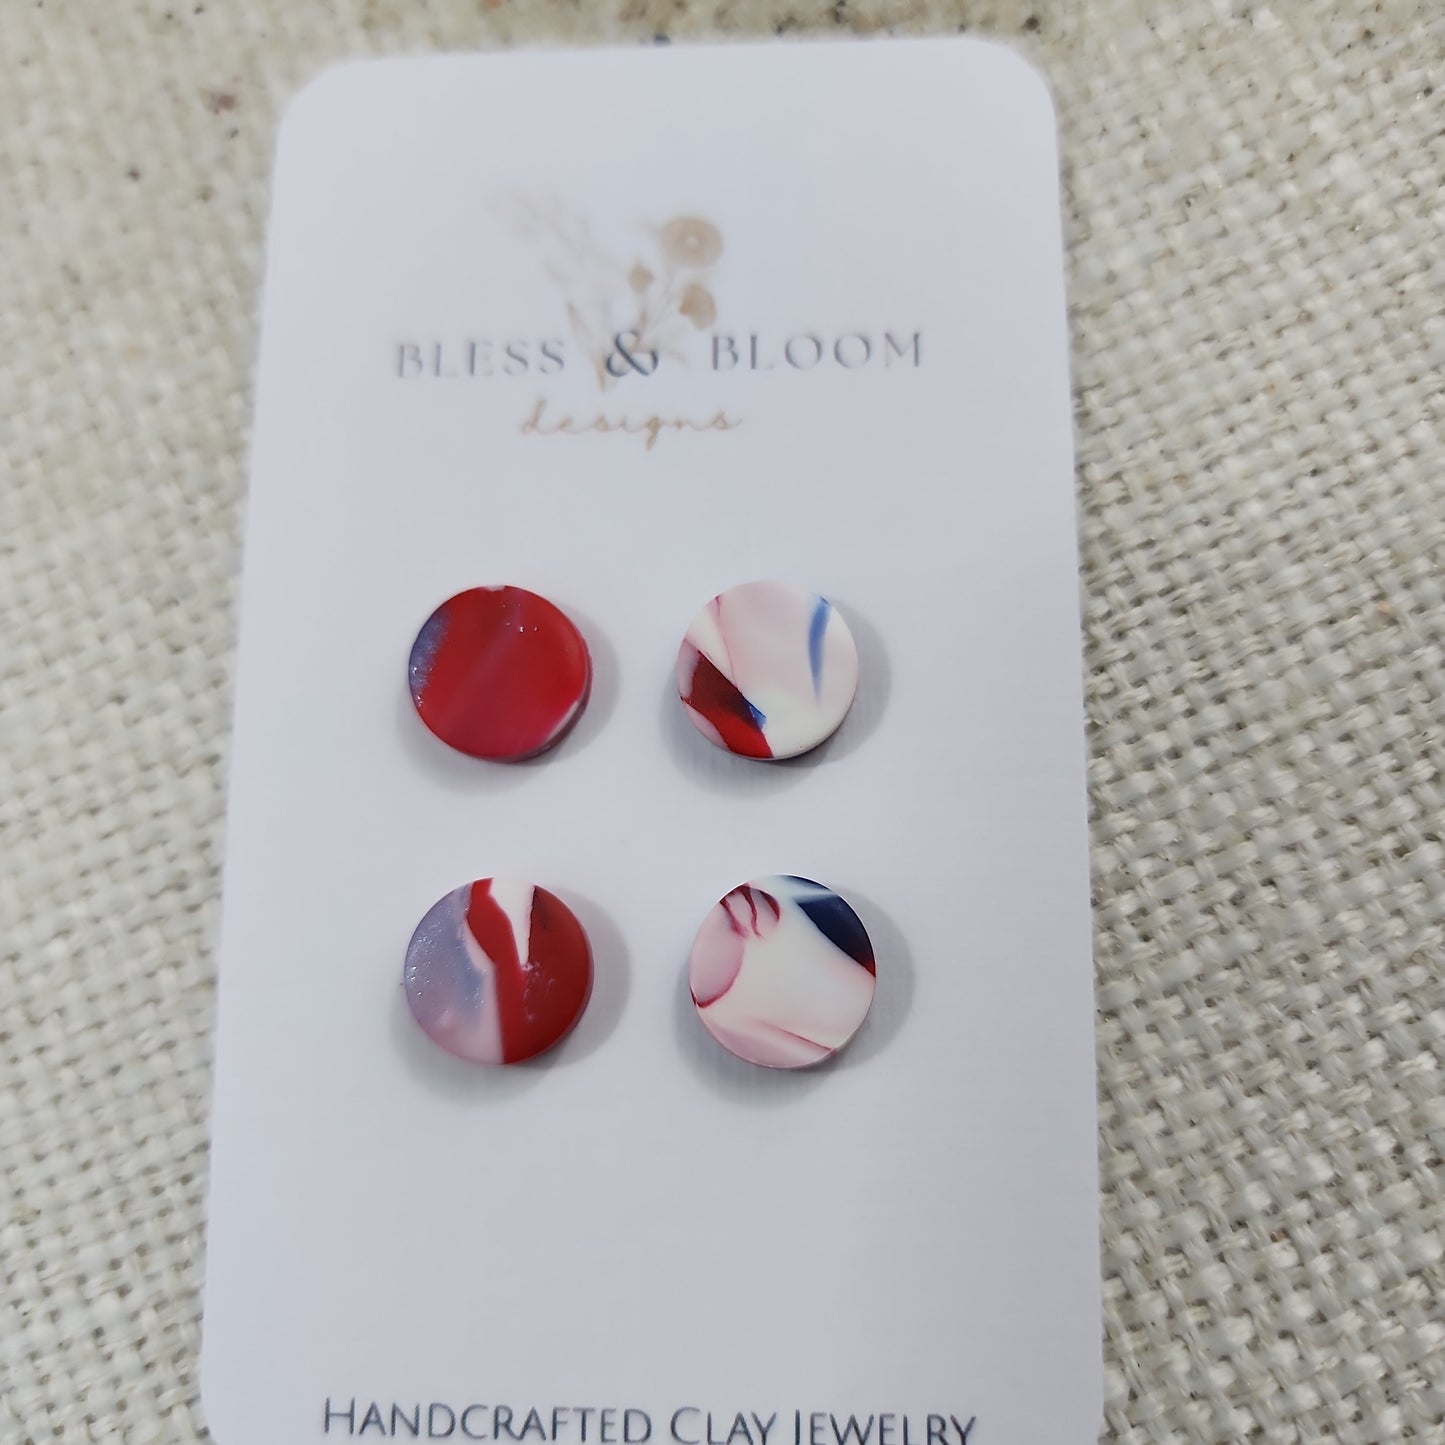 BLESS & BLOOM
designs
HANDCRAFTED CLAY JEWELRY